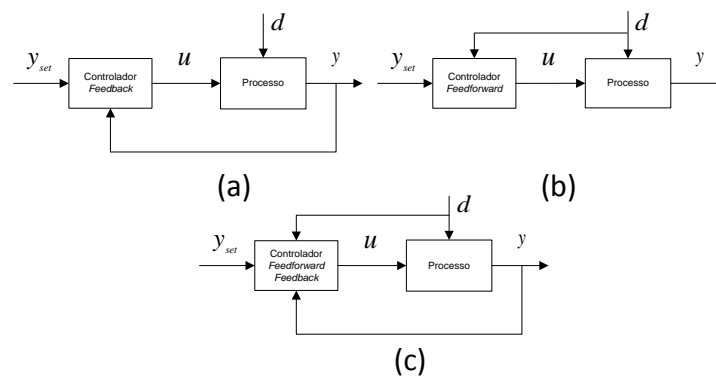 d
y_set
Controlador
Feedback
u
Processo
y
(a)
d
y_set
Controlador
Feedforward
u
Processo
y
(b)
d
y_set
Controlador
Feedforward
Feedback
u
Processo
y
(c)